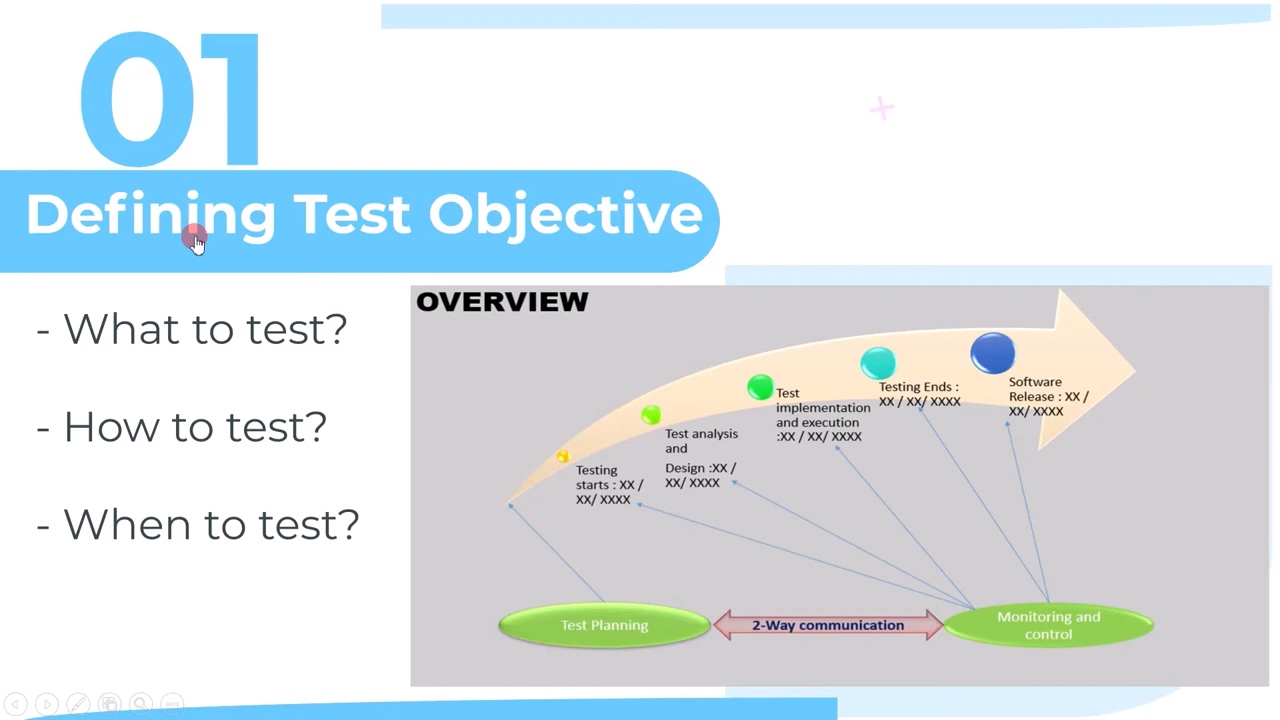 01
Defining Test Objective
- What to test?
- How to test?
- When to test?
OVERVIEW
Testing
starts : XX /
XX/ XXXX
Test analysis
and
Design :XX /
XX/ XXXX
Test
implementation
and execution
:XX / XX/ XXXX
Testing Ends :
XX / XX/ XXXX
Software
Release : XX /
XX/ XXXX
Test Planning
2-Way communication
Monitoring and
control